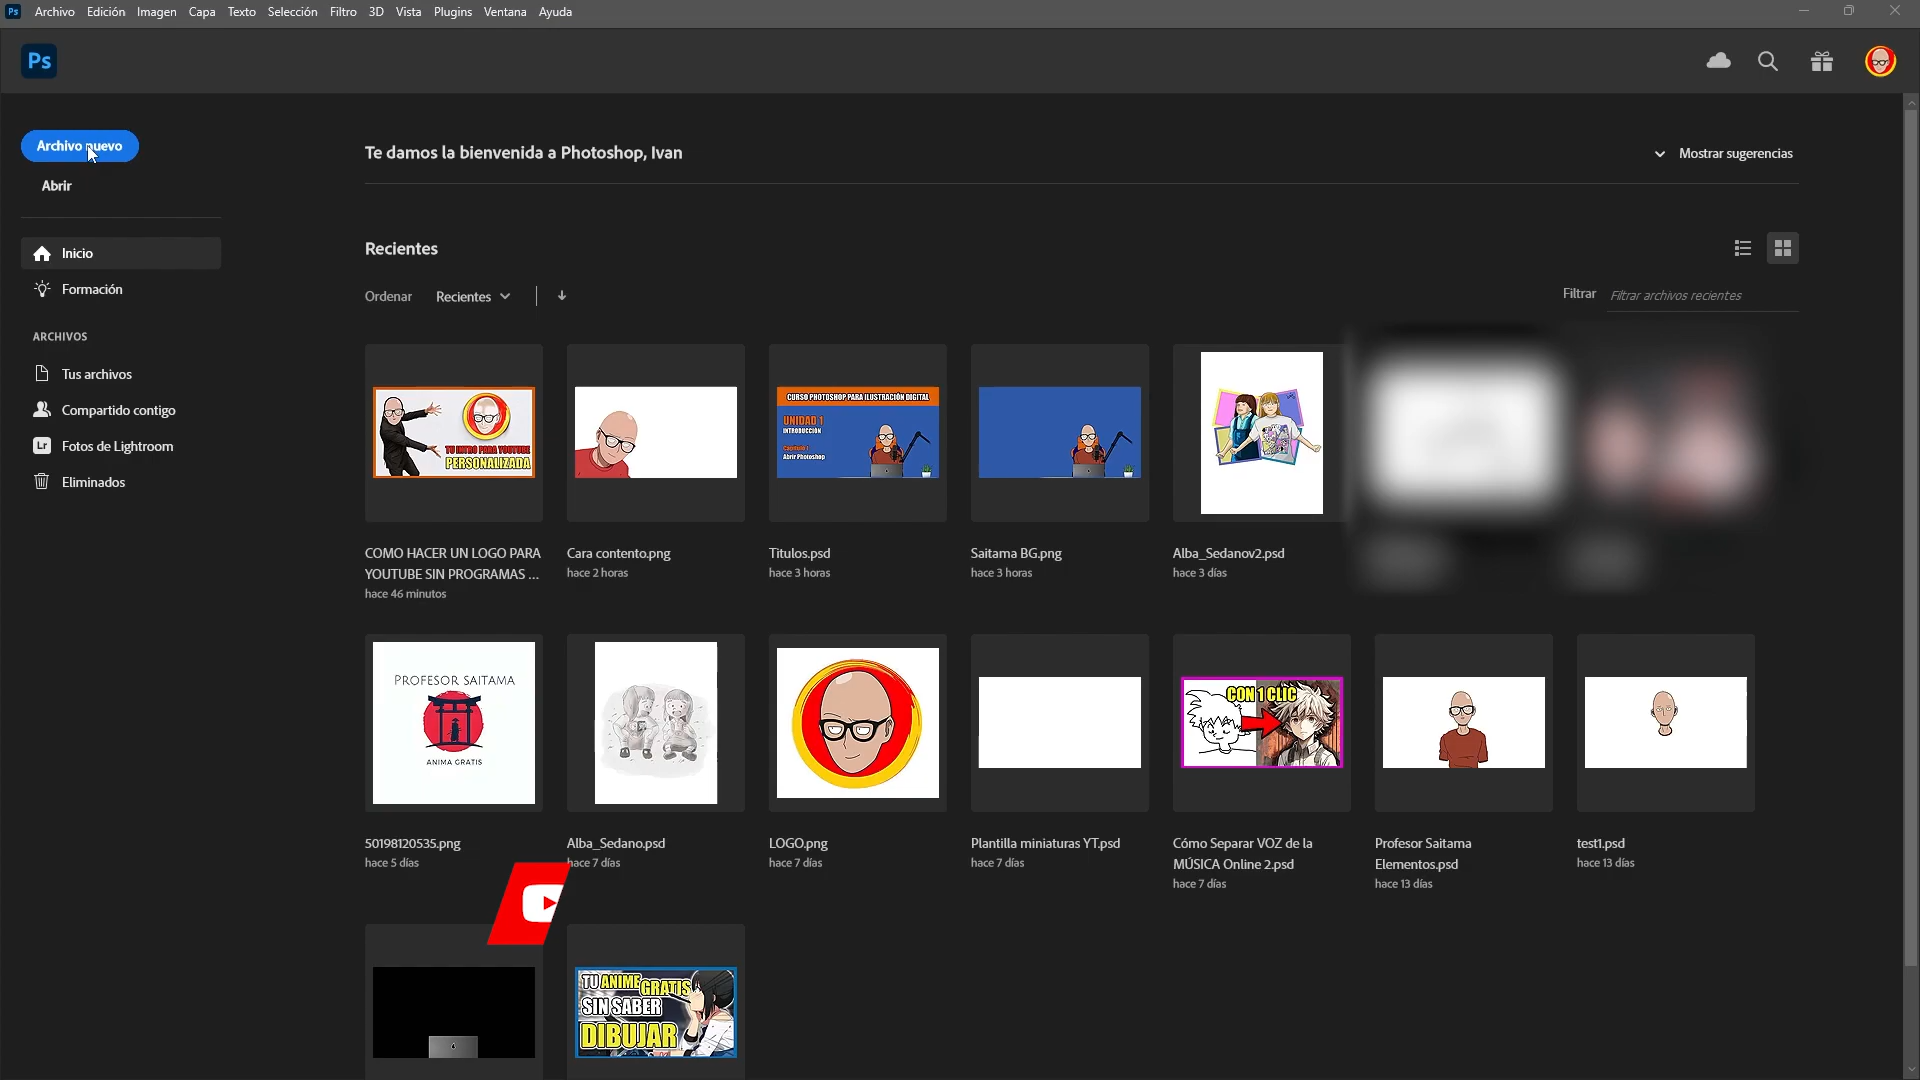 Ps Archivo Edición Imagen Capa Texto Selección Filtro 3D Vista Plugins Ventana Ayuda
Ps
Archivo nuevo
Abrir
Te damos la bienvenida a Photoshop, Ivan
Mostrar sugerencias
Inicio
Formación
ARCHIVOS
Tus archivos
Compartido contigo
Lr Fotos de Lightroom
Eliminados
Recientes
Ordenar Recientes
Filtrar Filtrar archivos recientes
TU INTRO PARA YOUTUBE
PERSONALIZADA
CURSO PHOTOSHOP PARA ILUSTRACIÓN DIGITAL
UNIDAD 1
INTRODUCCIÓN
Capítulo 1
Abrir Photoshop
COMO HACER UN LOGO PARA
YOUTUBE SIN PROGRAMAS ...
hace 46 minutos
Cara contento.png
hace 2 horas
Titulos.psd
hace 3 horas
Saitama BG.png
hace 3 horas
Alba_Sedanov2.psd
hace 3 días
PROFESOR SAITAMA
ANIMA GRATIS
CON 1 CLIC
50198120535.png
hace 5 días
Alba_Sedano.psd
hace 7 días
LOGO.png
hace 7 días
Plantilla miniaturas YT.psd
hace 7 días
Cómo Separar VOZ de la
MÚSICA Online 2.psd
hace 7 días
Profesor Saitama
Elementos.psd
hace 13 días
test1.psd
hace 13 días
TU ANIME GRATIS
SIN SABER
DIBUJAR